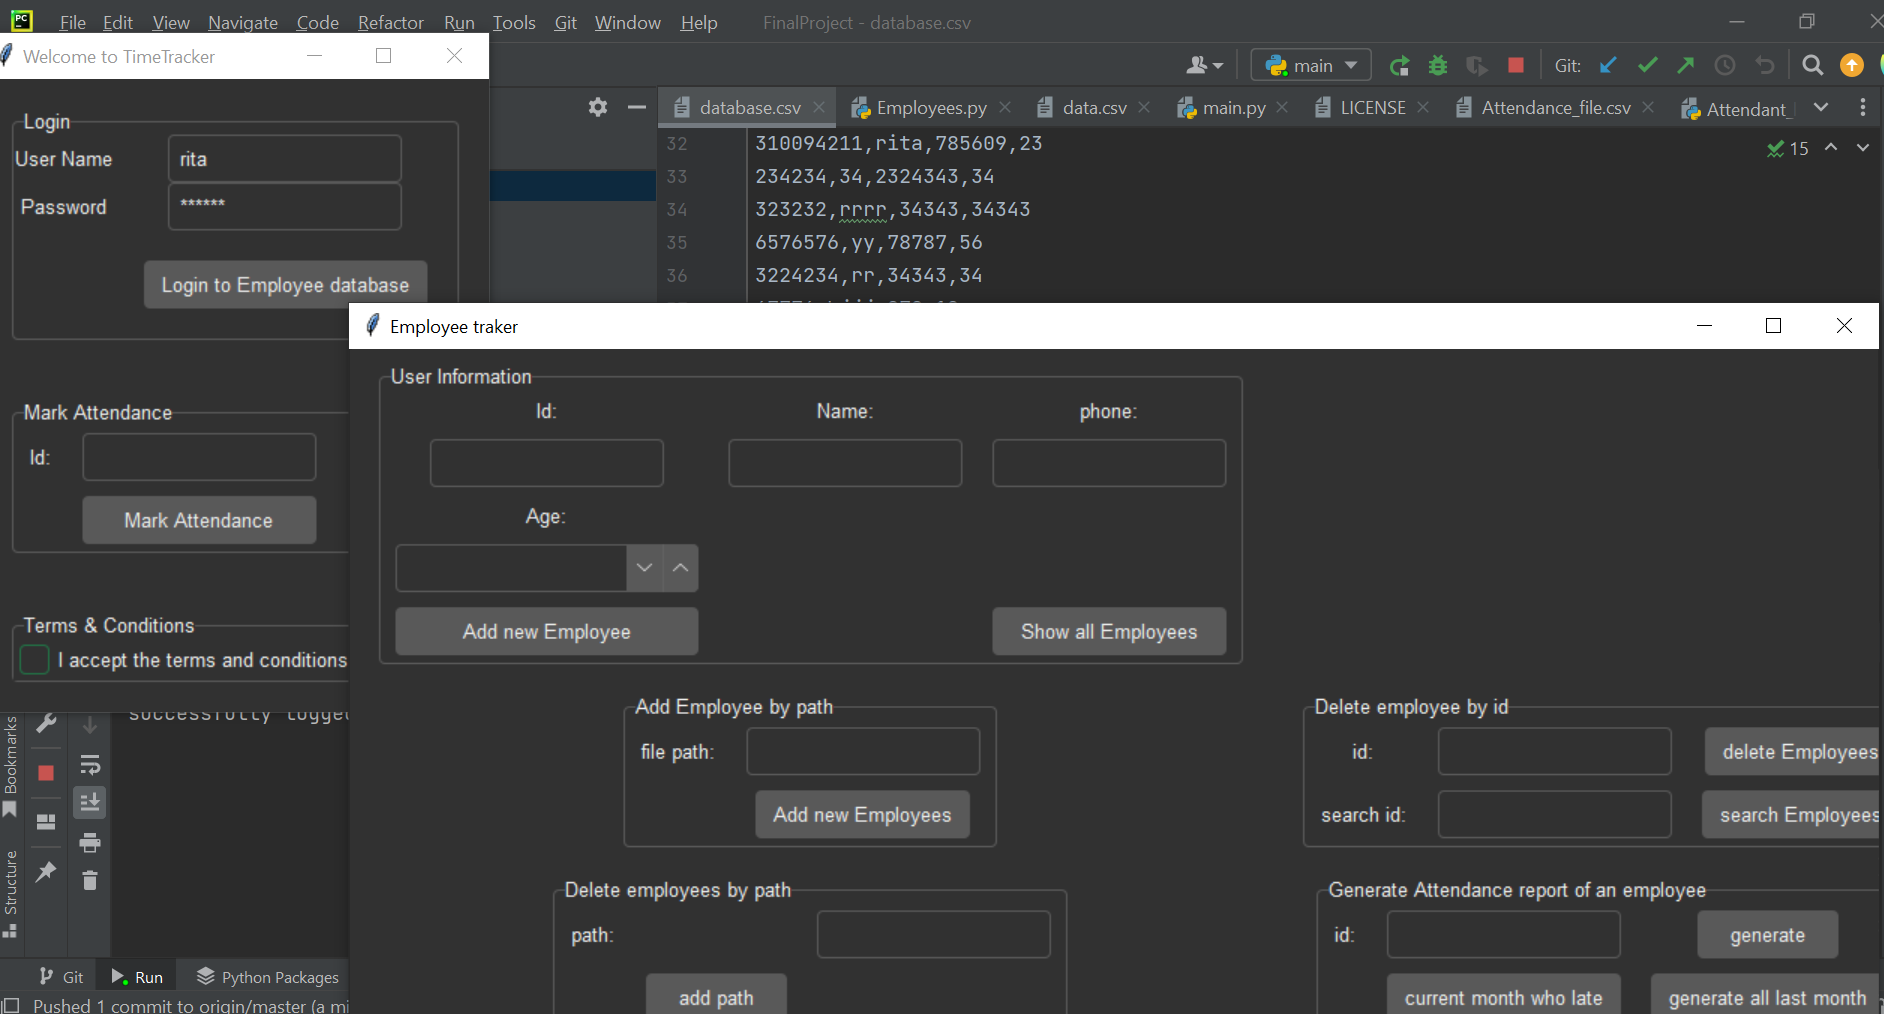 PC
File Edit View Navigate Code Refactor Run Tools Git Window Help FinalProject - database.csv
Welcome to TimeTracker
main Git:
database.csv Employees.py data.csv main.py LICENSE Attendance_file.csv Attendant_
Login
User Name rita
Password ******
Login to Employee database
32 310094211,rita,785609,23
33 234234,34,2324343,34
34 323232,rrrr,34343,34343
35 6576576,yy,78787,56
36 3224234,rr,34343,34
15
Mark Attendance
Id:
Mark Attendance
Terms & Conditions
I accept the terms and conditions
Employee traker
User Information
Id: Name: phone:
Age:
Add new Employee Show all Employees
Add Employee by path
file path:
Add new Employees
Delete employee by id
id: delete Employees
search id: search Employees
Delete employees by path
path:
add path
Generate Attendance report of an employee
id: generate
current month who late generate all last month
successfully logged
Bookmarks
Structure
Git Run Python Packages
Pushed 1 commit to origin/master (a mi